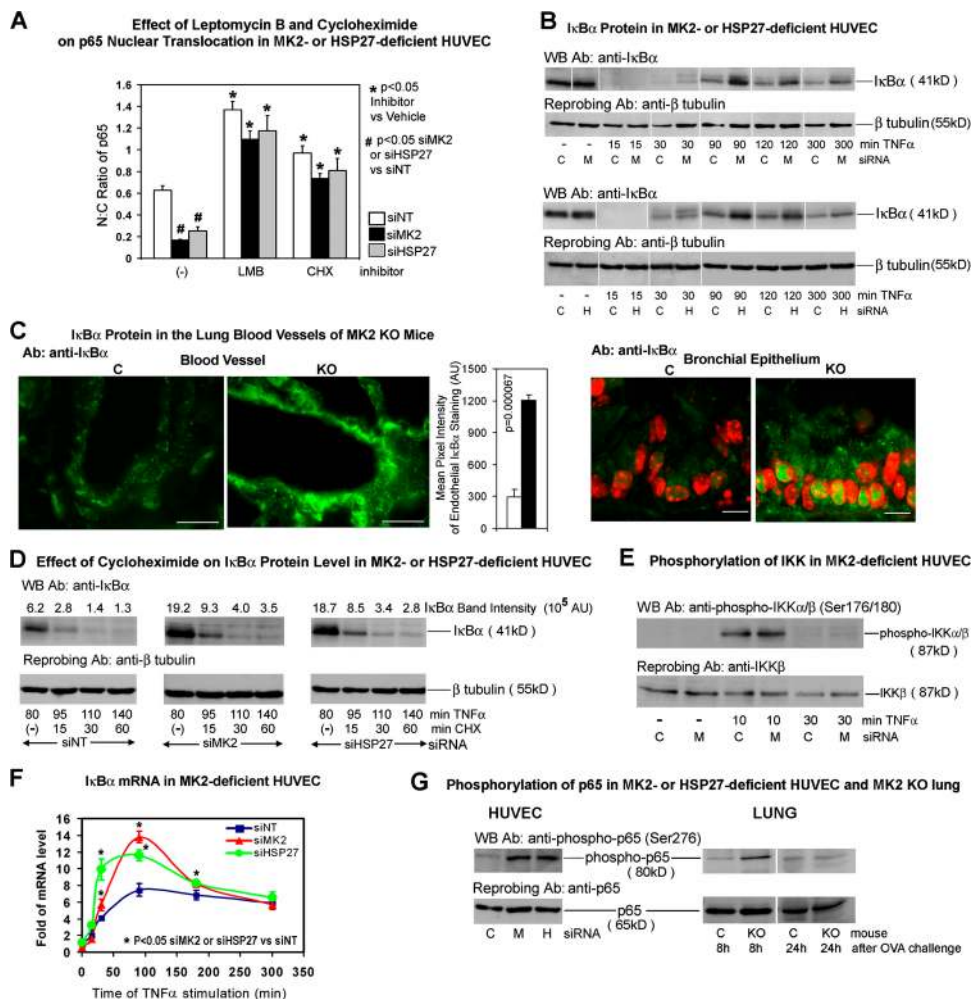 A
Effect of Leptomycin B and Cycloheximide
on p65 Nuclear Translocation in MK2- or HSP27-deficient HUVEC
N:C Ratio of p65
1.6
1.4
1.2
1
0.8
0.6
0.4
0.2
0
* p<0.05
Inhibitor
vs Vehicle
# p<0.05 siMK2
or siHSP27
vs siNT
siNT
siMK2
siHSP27
# #
* * *
* * *
(-) LMB CHX inhibitor
B
IκBα Protein in MK2- or HSP27-deficient HUVEC
WB Ab: anti-IκBα
IκBα (41kD)
Reprobing Ab: anti-β tubulin
β tubulin(55kD)
- - 15 15 30 30 90 90 120 120 300 300 min TNFα
C M C M C M C M C M C M siRNA
WB Ab: anti-IκBα
IκBα (41kD)
Reprobing Ab: anti-β tubulin
β tubulin(55kD)
- - 15 15 30 30 90 90 120 120 300 300 min TNFα
C H C H C H C H C H C H siRNA
C
IκBα Protein in the Lung Blood Vessels of MK2 KO Mice
Ab: anti-IκBα
Blood Vessel
C KO
Mean Pixel Intensity
of Endothelial IκBα Staining (AU)
1500
1200
900
600
300
0
p=0.000067
Ab: anti-IκBα
Bronchial Epithelium
C KO
D
Effect of Cycloheximide on IκBα Protein Level in MK2- or HSP27-deficient HUVEC
WB Ab: anti-IκBα
6.2 2.8 1.4 1.3 19.2 9.3 4.0 3.5 18.7 8.5 3.4 2.8 IκBα Band Intensity (10⁵ AU)
IκBα ( 41kD)
Reprobing Ab: anti-β tubulin
β tubulin ( 55kD)
80 95 110 140 80 95 110 140 80 95 110 140 min TNFα
(-) 15 30 60 (-) 15 30 60 (-) 15 30 60 min CHX
siNT siMK2 siHSP27 siRNA
E
Phosphorylation of IKK in MK2-deficient HUVEC
WB Ab: anti-phospho-IKKα/β (Ser176/180)
phospho-IKKα/β
(87kD)
Reprobing Ab: anti-IKKβ
IKKβ (87kD)
- - 10 10 30 30 min TNFα
C M C M C M siRNA
F
IκBα mRNA in MK2-deficient HUVEC
Fold of mRNA level
16
14
12
10
8
6
4
2
0
siNT
siMK2
siHSP27
* * * * *
* P<0.05 siMK2 or siHSP27 vs siNT
0 50 100 150 200 250 300 350
Time of TNFα stimulation (min)
G
Phosphorylation of p65 in MK2- or HSP27-deficient HUVEC and MK2 KO lung
HUVEC LUNG
WB Ab: anti-phospho-p65 (Ser276)
phospho-p65
(80kD)
Reprobing Ab: anti-p65
p65
(65kD)
C M H siRNA
C KO C KO mouse
8h 8h 24h 24h after OVA challenge